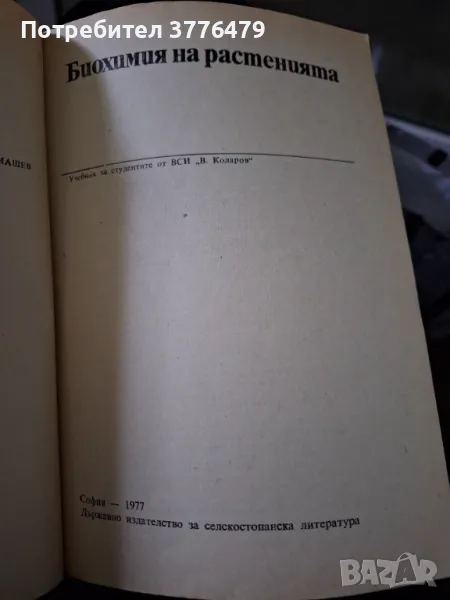 Потребител 3776479
Биохимия на растенията
МАШЕВ
Учебник за студентите от ВСИ „В. Коларов“
София — 1977
Държавно издателство за селскостопанска литература
BAZAR